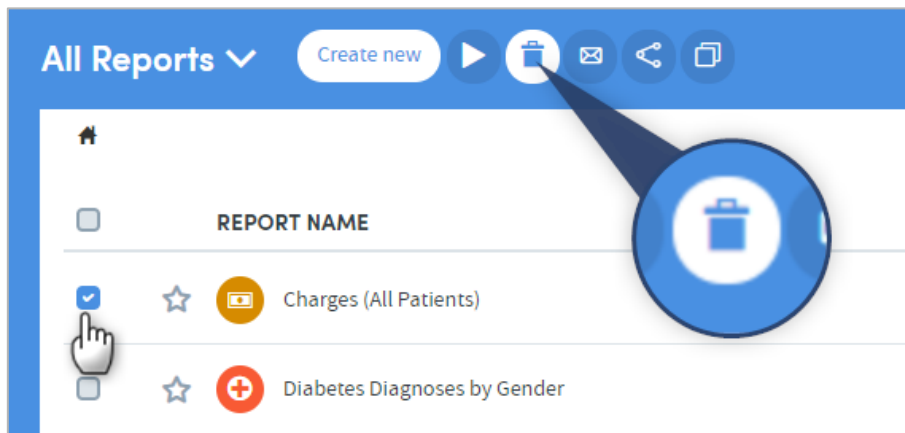 All Reports
Create new
REPORT NAME
Charges (All Patients)
Diabetes Diagnoses by Gender